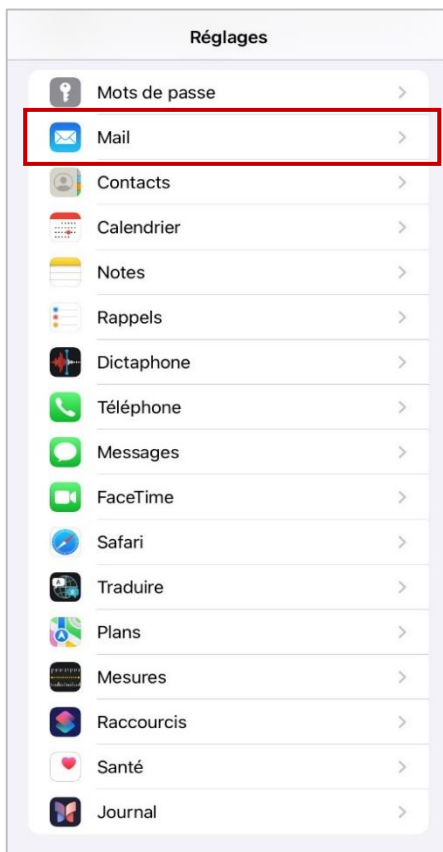 Réglages
Mots de passe
Mail
Contacts
Calendrier
Notes
Rappels
Dictaphone
Téléphone
Messages
FaceTime
Safari
Traduire
Plans
Mesures
Raccourcis
Santé
Journal